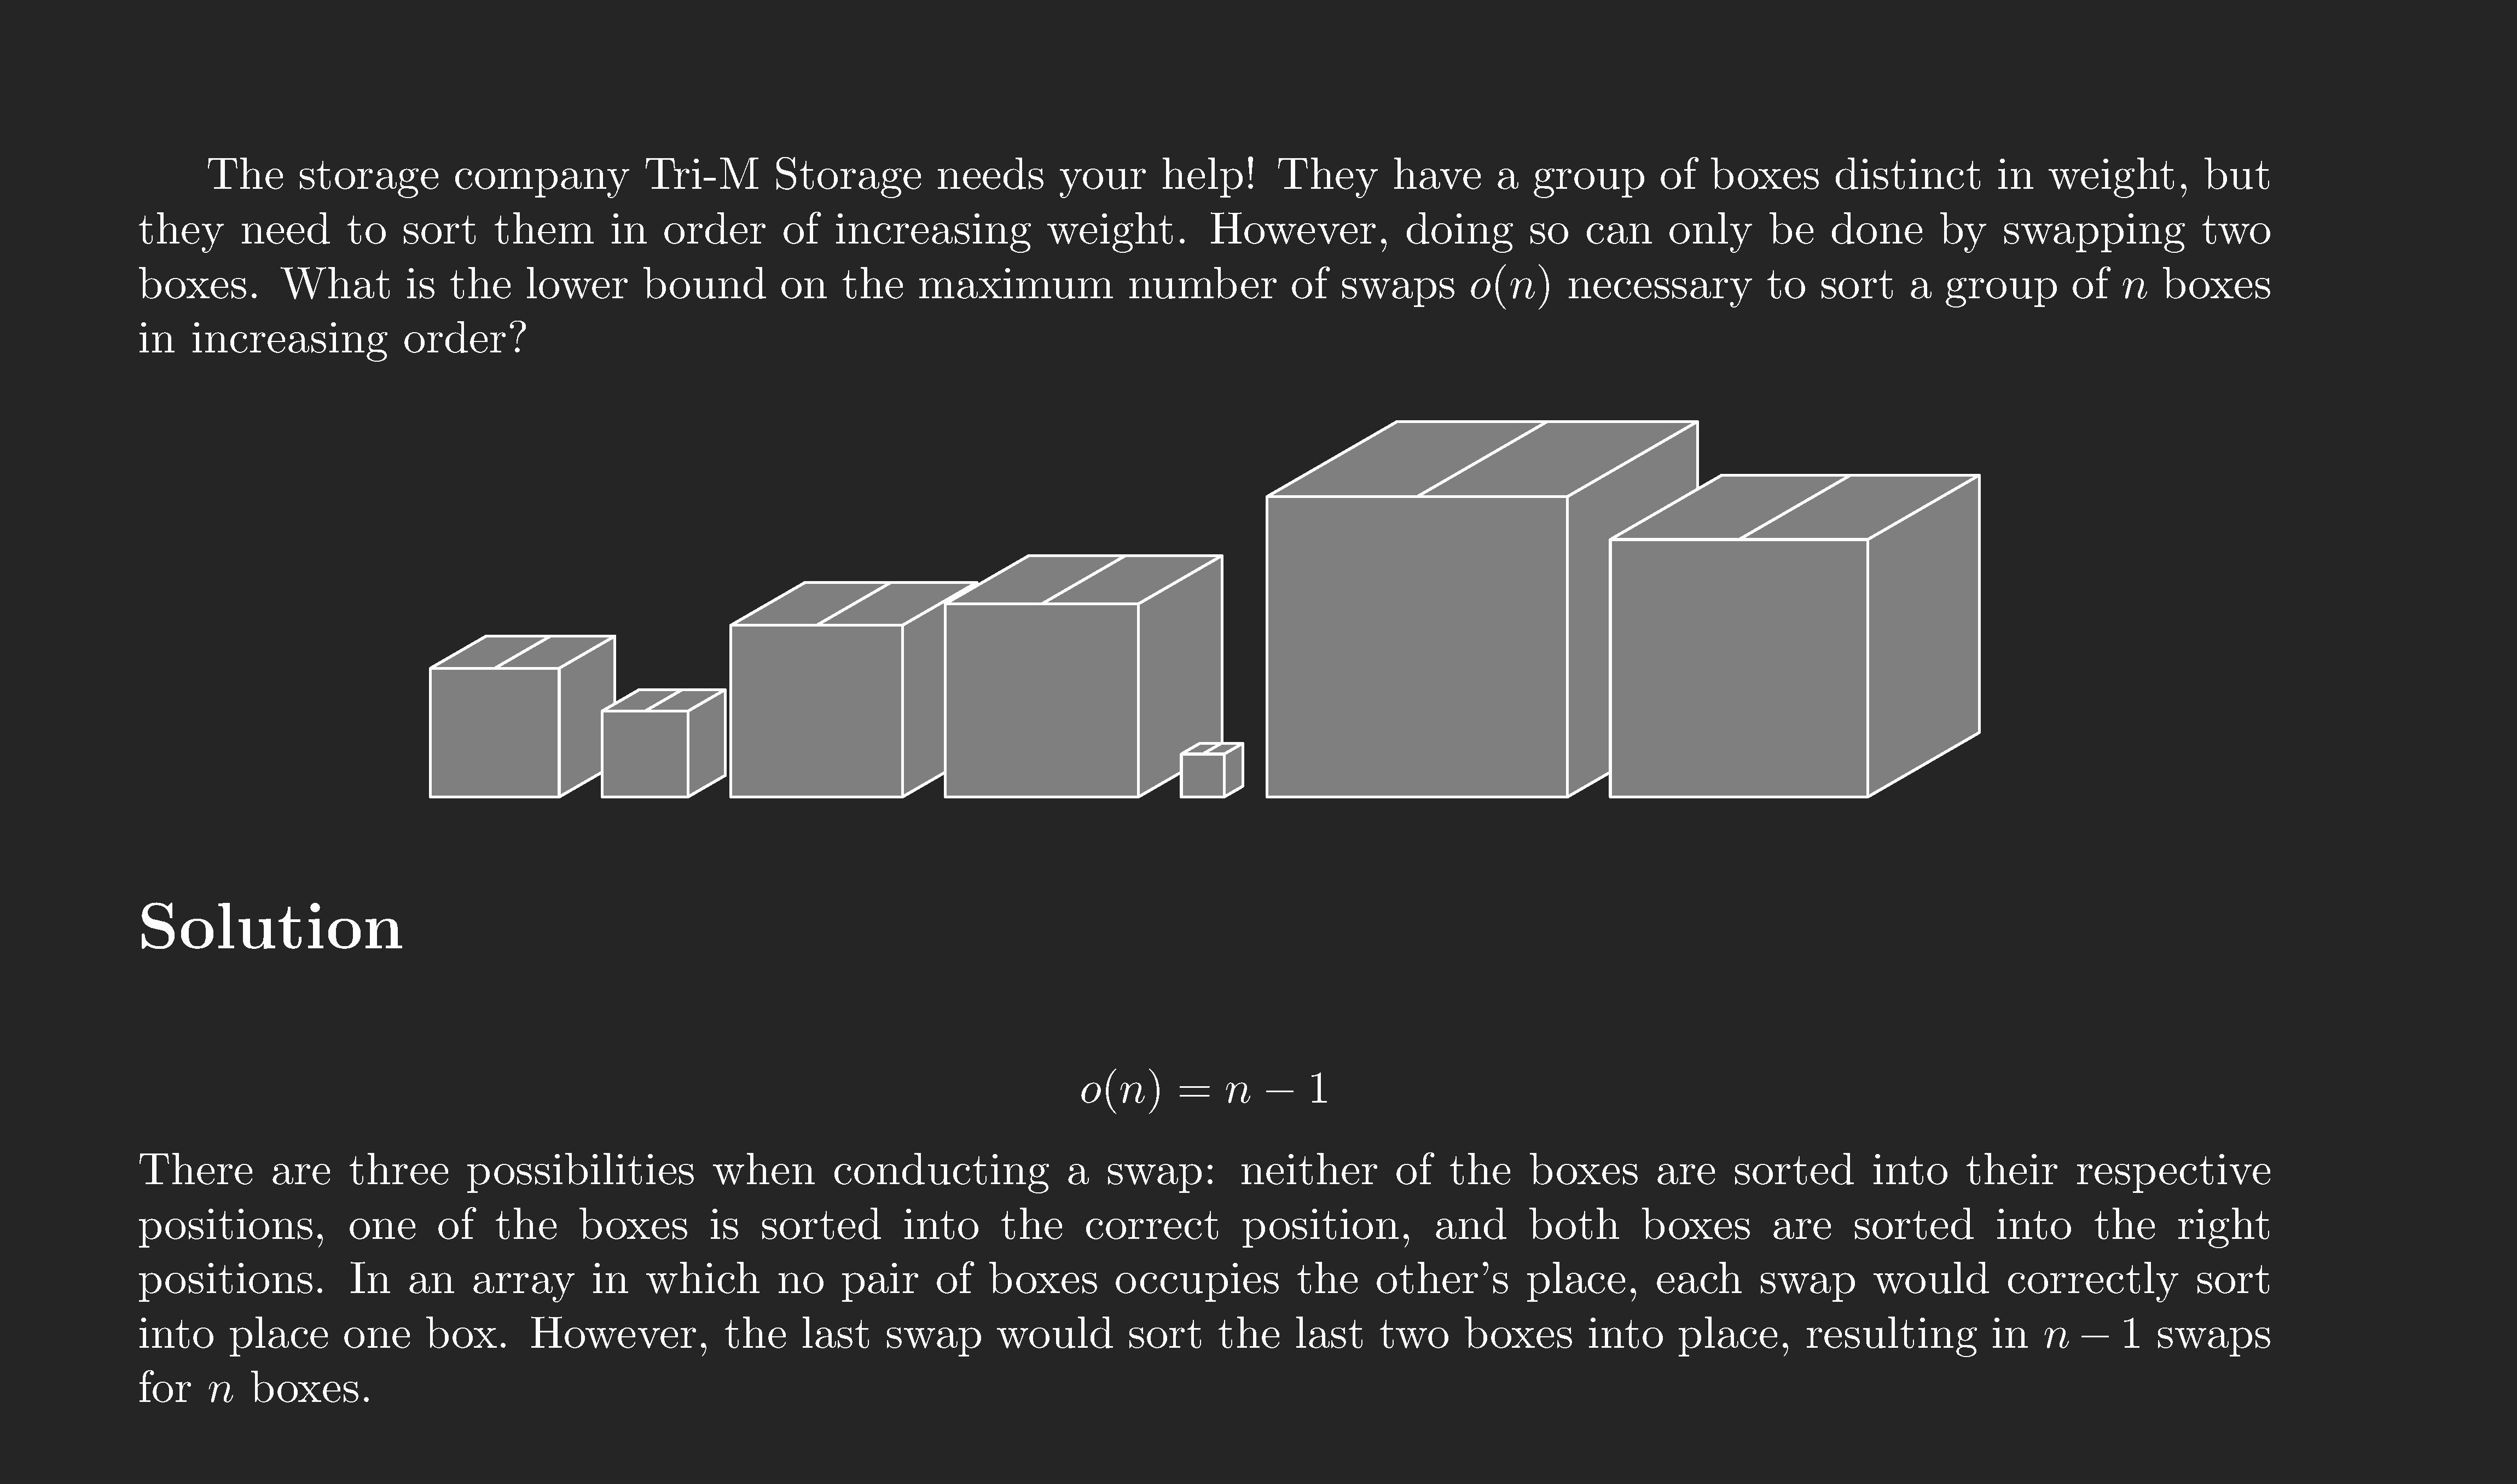 The storage company Tri-M Storage needs your help! They have a group of boxes distinct in weight, but
they need to sort them in order of increasing weight. However, doing so can only be done by swapping two
boxes. What is the lower bound on the maximum number of swaps o(n) necessary to sort a group of n boxes
in increasing order?
Solution
o(n) = n − 1
There are three possibilities when conducting a swap: neither of the boxes are sorted into their respective
positions, one of the boxes is sorted into the correct position, and both boxes are sorted into the right
positions. In an array in which no pair of boxes occupies the other's place, each swap would correctly sort
into place one box. However, the last swap would sort the last two boxes into place, resulting in n − 1 swaps
for n boxes.